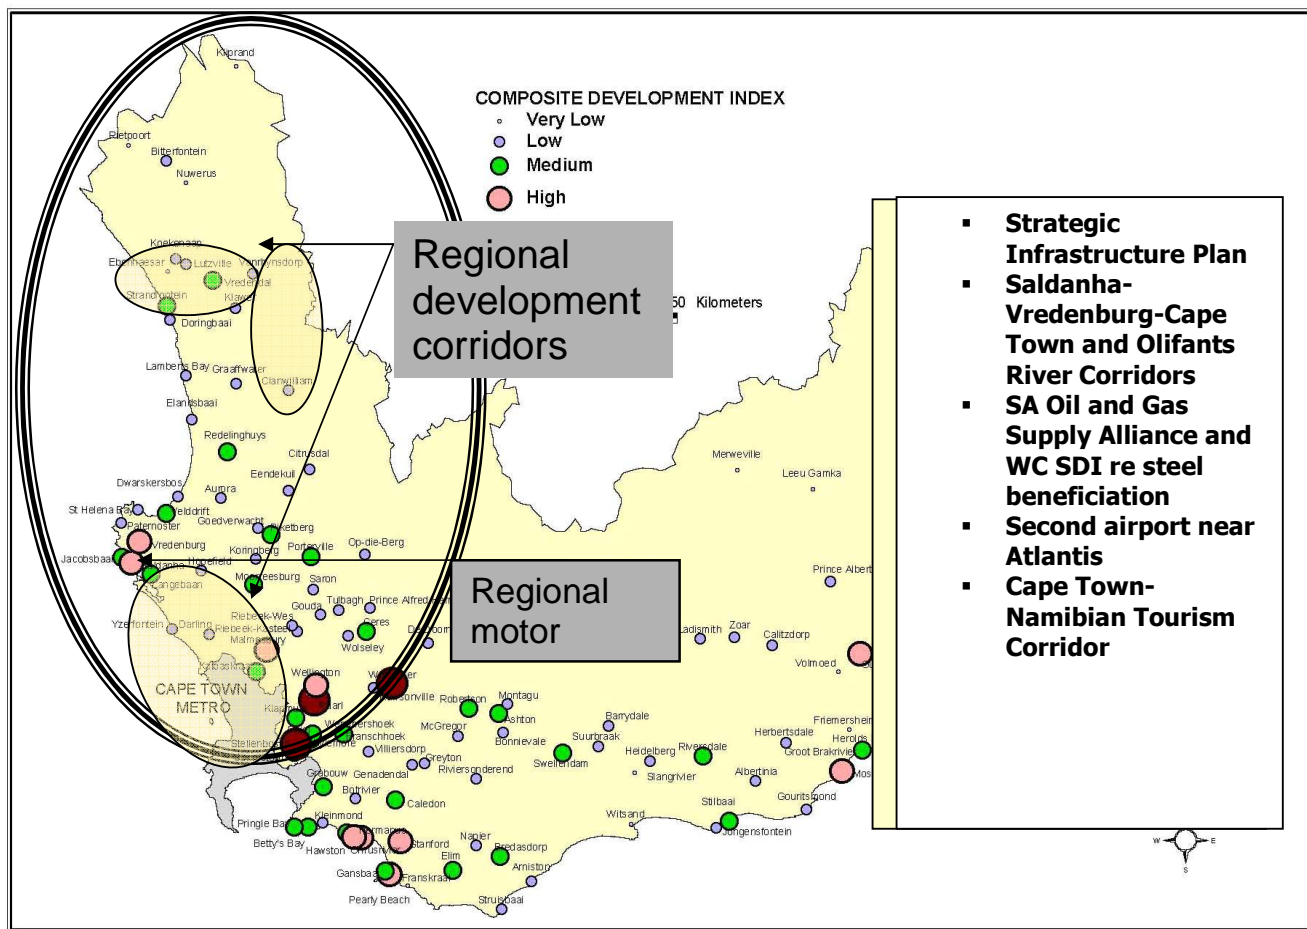 Kliprand
COMPOSITE DEVELOPMENT INDEX
Very Low
Low
Medium
High
Rietpoort
Bitterfontein
Nuwerus
Koekenaap
Ebenhaesar
Lutzville
Vanrhynsdorp
Vredendal
Strandfontein
Klawer
Doringbaai
Regional
development
corridors
50 Kilometers
▪ Strategic
Infrastructure Plan
▪ Saldanha-
Vredenburg-Cape
Town and Olifants
River Corridors
▪ SA Oil and Gas
Supply Alliance and
WC SDI re steel
beneficiation
▪ Second airport near
Atlantis
▪ Cape Town-
Namibian Tourism
Corridor
Lamberts Bay
Graaffwater
Clanwilliam
Elandsbaai
Redelinghuys
Citrusdal
Eendekuil
Merweville
Leeu Gamka
Dwarskersbos
Aurora
St Helena Bay
Velddrift
Goedverwacht
Piketberg
Paternoster
Vredenburg
Koringberg
Porterville
Op-die-Berg
Jacobsbaai
Hopefield
Langebaan
Moorreesburg
Saron
Regional
motor
Prince Albert
Gouda
Tulbagh
Prince Alfred
Riebeek-Wes
Yzerfontein
Darling
Riebeek-Kasteel
Ceres
Malmesbury
Wolseley
Ladismith
Zoar
Calitzdorp
Volmoed
Wellington
CAPE TOWN
METRO
Robertson
Montagu
Ashton
McGregor
Bonnievale
Barrydale
Suurbraak
Friemersheim
Herbertsdale
Herolds
Groot Brakrivier
Franschhoek
Villiersdorp
Greyton
Genadendal
Riviersonderend
Swellendam
Heidelberg
Slangrivier
Riversdale
Albertinia
Mos
Grabouw
Botrivier
Caledon
Gouritsmond
Stilbaai
Witsand
Jongensfontein
Pringle Bay
Kleinmond
Betty's Bay
Hawston
Hermanus
Stanford
Napier
Bredasdorp
Elim
Gansbaai
Franskraal
Arniston
Pearly Beach
Struisbaai
W
E
S